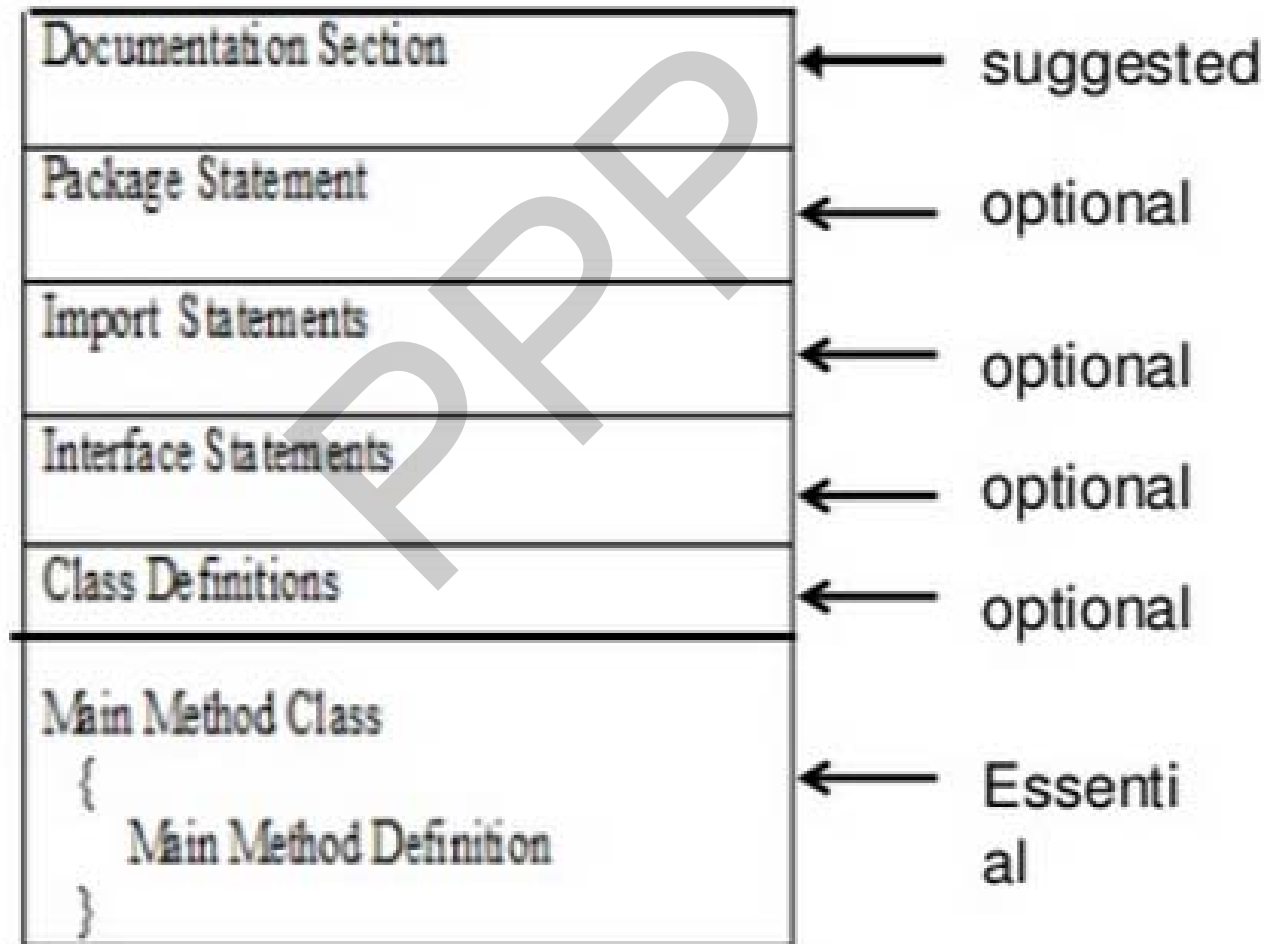 Documentation Section
suggested
Package Statement
optional
Import Statements
optional
Interface Statements
optional
Class Definitions
optional
Main Method Class
{
Essenti
al
Main Method Definition
}
PPP